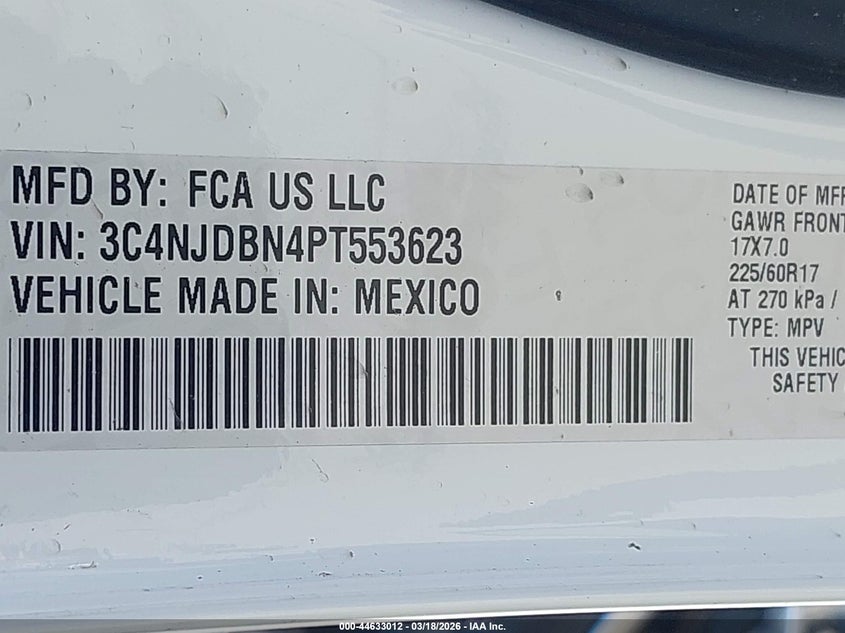 MFD BY: FCA US LLC
VIN: 3C4NJDBN4PT553623
VEHICLE MADE IN: MEXICO
DATE OF MFR
GAWR FRONT
17X7.0
225/60R17
AT 270 kPa /
TYPE: MPV
THIS VEHIC
SAFETY
000-44633012 - 03/18/2026 - IAA Inc.